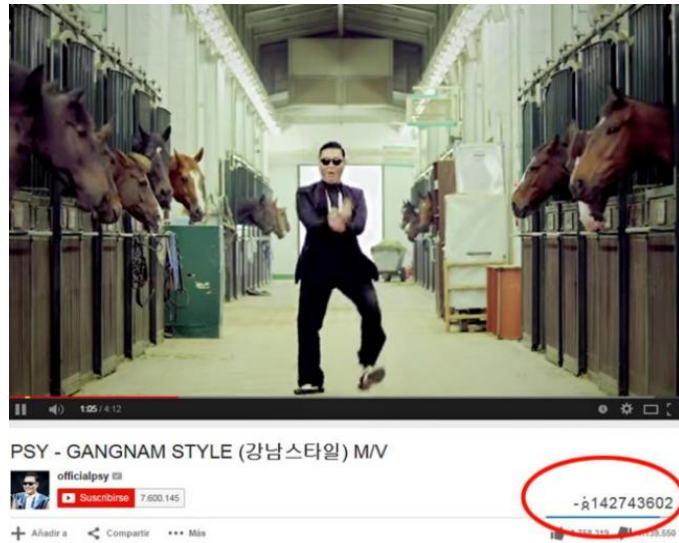 1:05 / 4:12
PSY - GANGNAM STYLE (강남스타일) M/V
officialpsy
Suscribirse 7.600.145
142743602
Añadir a Compartir Más